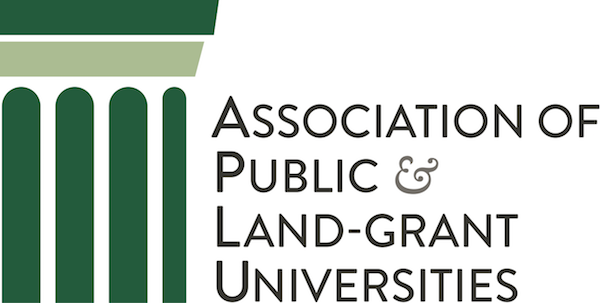 ASSOCIATION OF
PUBLIC &
LAND-GRANT
UNIVERSITIES